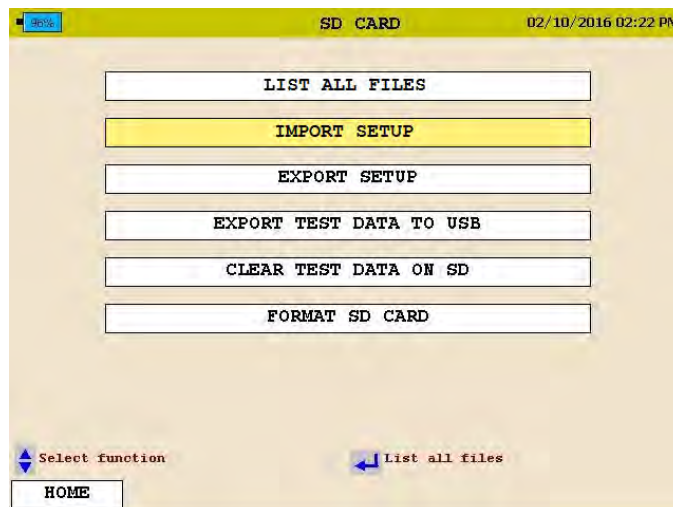 96% SD CARD 02/10/2016 02:22 PM
LIST ALL FILES
IMPORT SETUP
EXPORT SETUP
EXPORT TEST DATA TO USB
CLEAR TEST DATA ON SD
FORMAT SD CARD
Select function List all files
HOME